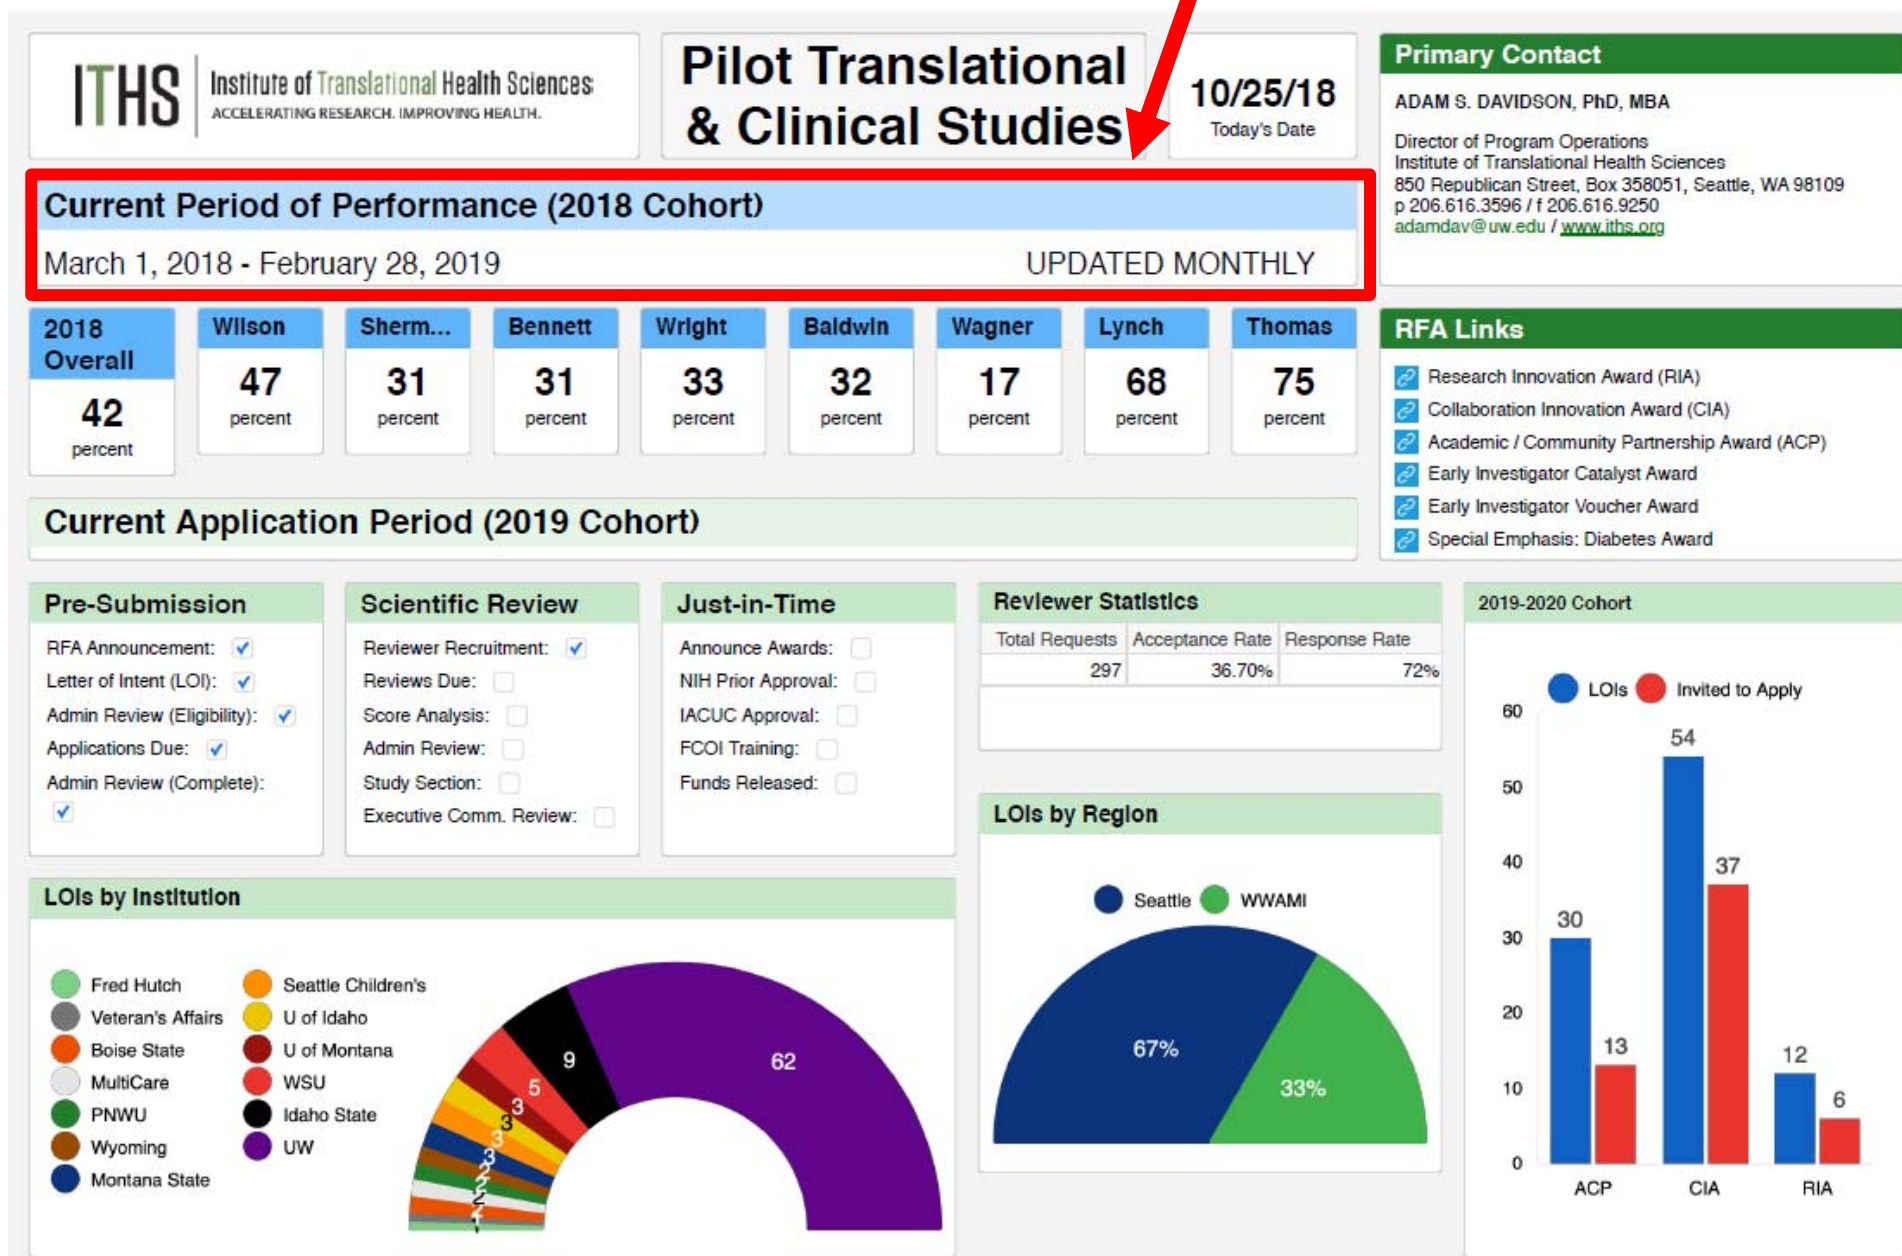 ITHS
Institute of Translational Health Sciences
ACCELERATING RESEARCH. IMPROVING HEALTH.
Pilot Translational
& Clinical Studies
10/25/18
Today's Date
Primary Contact
ADAM S. DAVIDSON, PhD, MBA
Director of Program Operations
Institute of Translational Health Sciences
850 Republican Street, Box 358051, Seattle, WA 98109
p 206.616.3596 / f 206.616.9250
adamdav@uw.edu / www.iths.org
Current Period of Performance (2018 Cohort)
March 1, 2018 - February 28, 2019 UPDATED MONTHLY
2018
Overall
42
percent
Wilson
47
percent
Sherm...
31
percent
Bennett
31
percent
Wright
33
percent
Baldwin
32
percent
Wagner
17
percent
Lynch
68
percent
Thomas
75
percent
RFA Links
Research Innovation Award (RIA)
Collaboration Innovation Award (CIA)
Academic / Community Partnership Award (ACP)
Early Investigator Catalyst Award
Early Investigator Voucher Award
Special Emphasis: Diabetes Award
Current Application Period (2019 Cohort)
Pre-Submission
RFA Announcement:
Letter of Intent (LOI):
Admin Review (Eligibility):
Applications Due:
Admin Review (Complete):
Scientific Review
Reviewer Recruitment:
Reviews Due:
Score Analysis:
Admin Review:
Study Section:
Executive Comm. Review:
Just-in-Time
Announce Awards:
NIH Prior Approval:
IACUC Approval:
FCOI Training:
Funds Released:
Reviewer Statistics
Total Requests Acceptance Rate Response Rate
297 36.70% 72%
LOIs by Region
Seattle WWAMI
67%
33%
2019-2020 Cohort
LOIs Invited to Apply
60
50
40
30
20
10
0
30
13
54
37
12
6
ACP CIA RIA
LOIs by Institution
Fred Hutch
Veteran's Affairs
Boise State
MultiCare
PNWU
Wyoming
Montana State
Seattle Children's
U of Idaho
U of Montana
WSU
Idaho State
UW
62
9
5
3
3
3
3
2
2
2
2